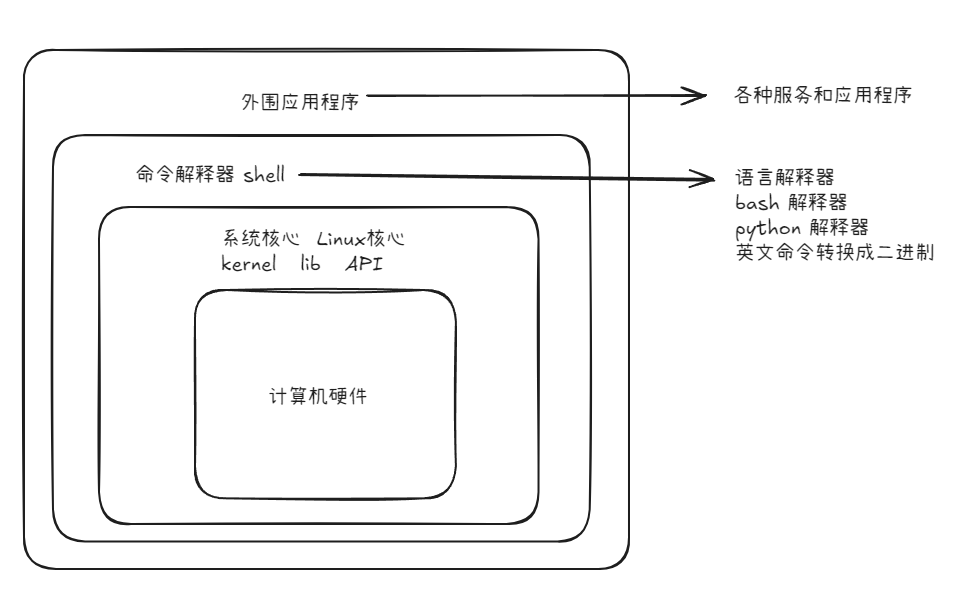 外围应用程序
各种服务和应用程序
命令解释器 shell
语言解释器
bash 解释器
python 解释器
英文命令转换成二进制
系统核心 Linux核心
kernel lib API
计算机硬件